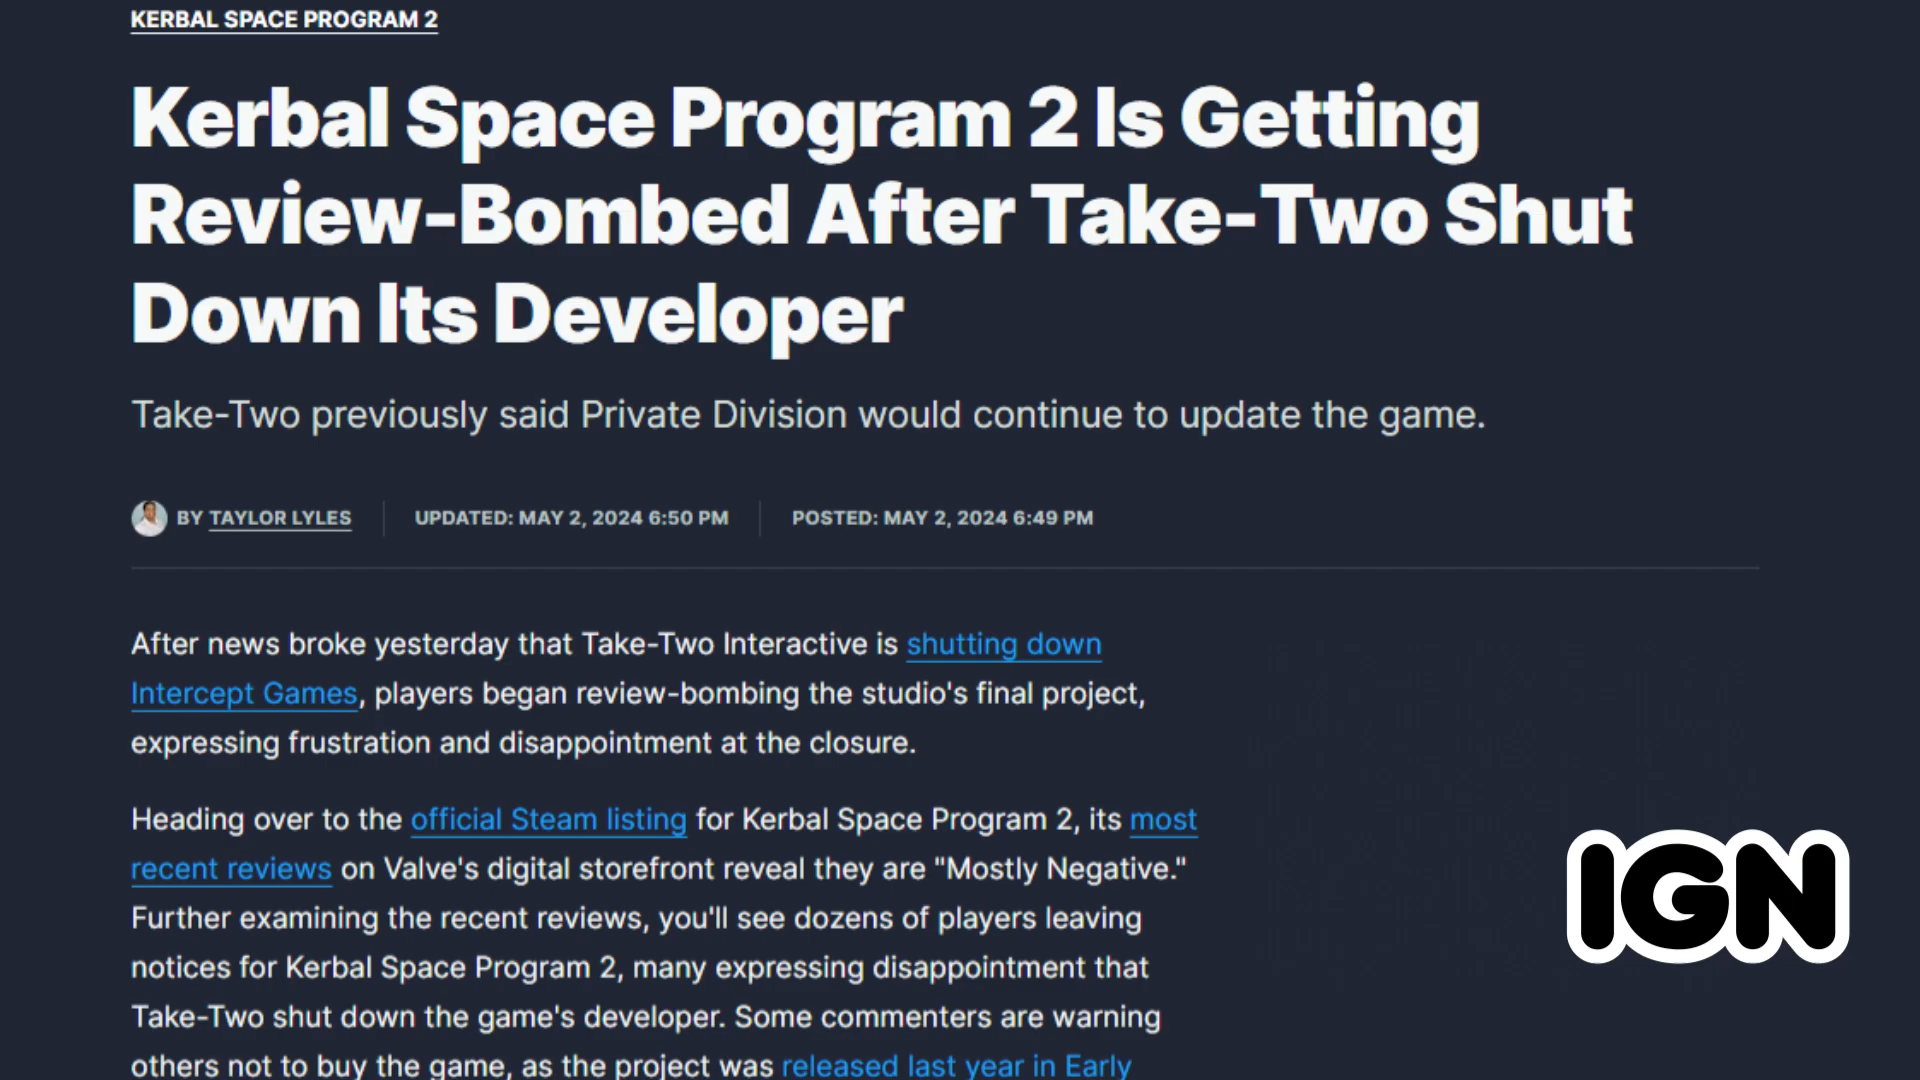 KERBAL SPACE PROGRAM 2
Kerbal Space Program 2 Is Getting
Review-Bombed After Take-Two Shut
Down Its Developer
Take-Two previously said Private Division would continue to update the game.
BY TAYLOR LYLES UPDATED: MAY 2, 2024 6:50 PM POSTED: MAY 2, 2024 6:49 PM
After news broke yesterday that Take-Two Interactive is shutting down
Intercept Games, players began review-bombing the studio's final project,
expressing frustration and disappointment at the closure.
Heading over to the official Steam listing for Kerbal Space Program 2, its most
recent reviews on Valve's digital storefront reveal they are "Mostly Negative."
Further examining the recent reviews, you'll see dozens of players leaving
notices for Kerbal Space Program 2, many expressing disappointment that
Take-Two shut down the game's developer. Some commenters are warning
others not to buy the game, as the project was released last year in Early
IGN